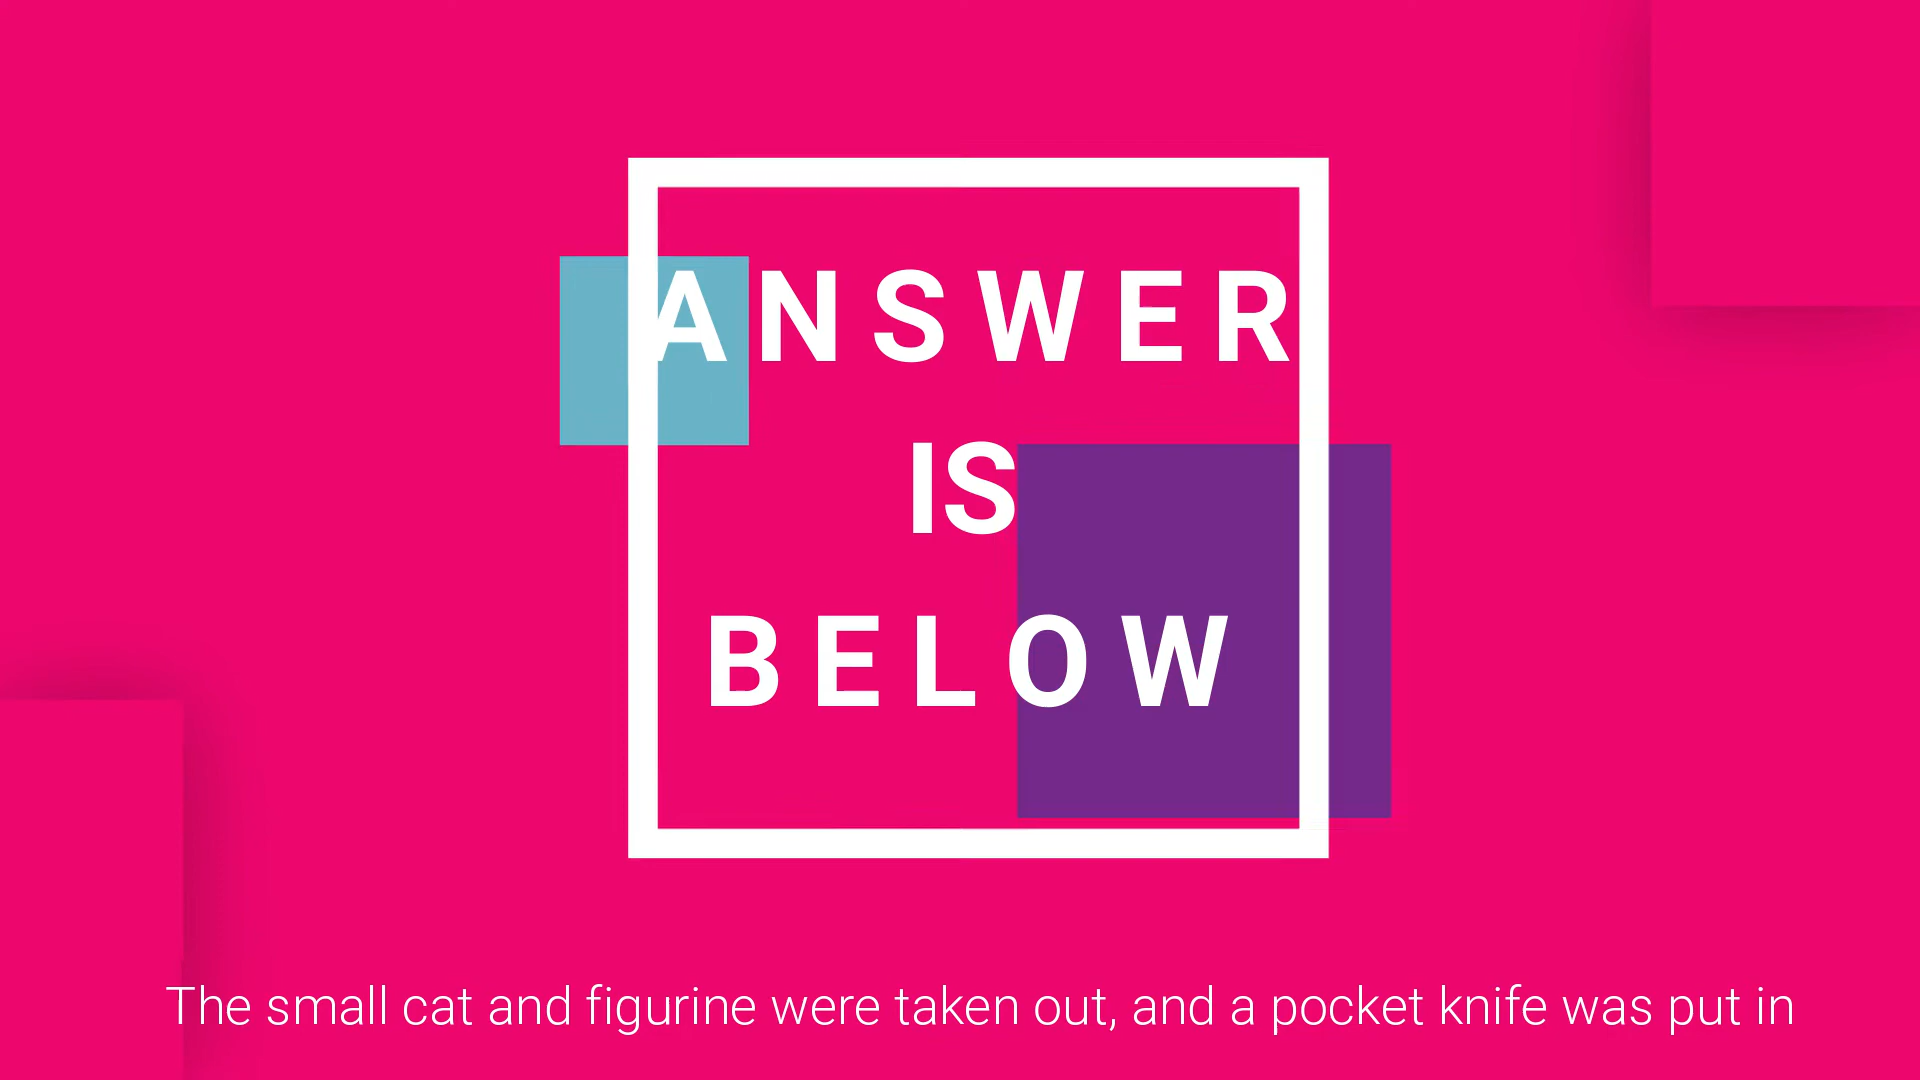 ANSWER
IS
BELOW
The small cat and figurine were taken out, and a pocket knife was put in